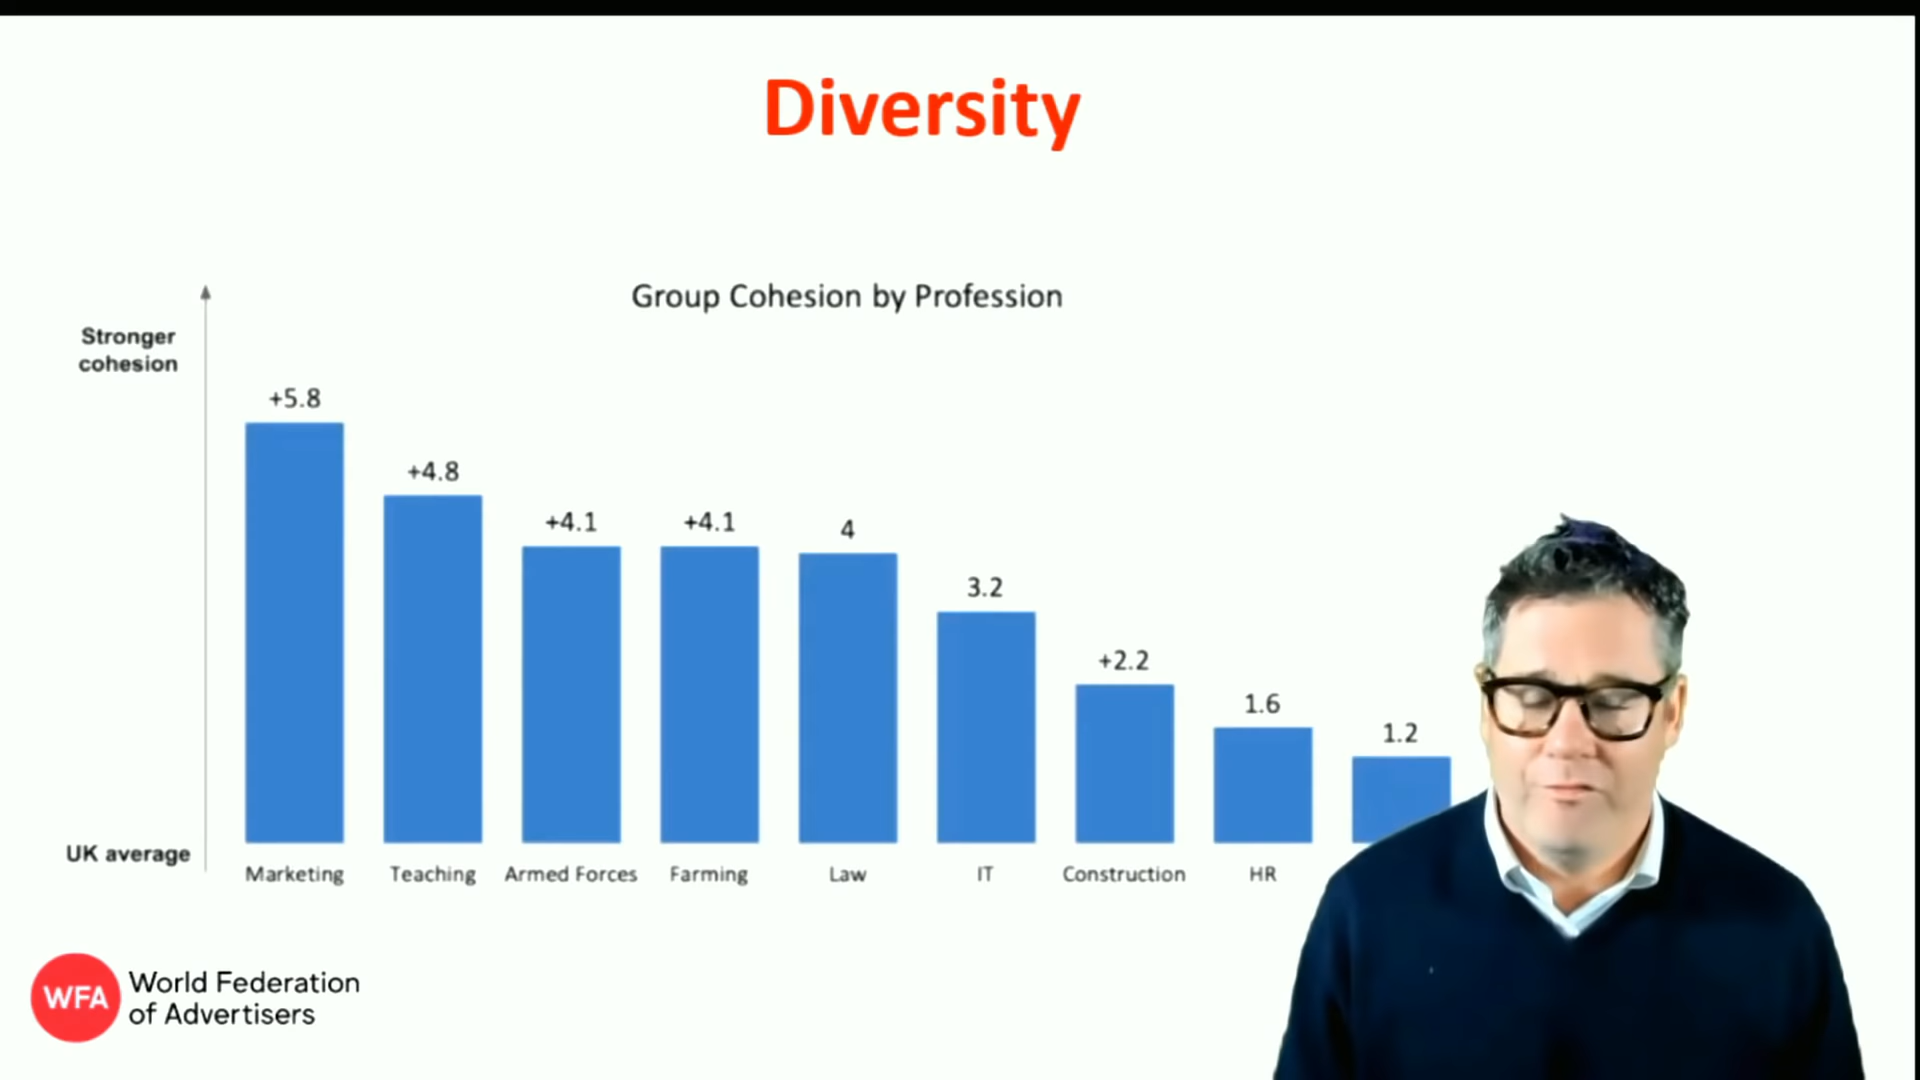 Diversity
Group Cohesion by Profession
Stronger
cohesion
+5.8
+4.8
+4.1
+4.1
4
3.2
+2.2
1.6
1.2
UK average
Marketing
Teaching
Armed Forces
Farming
Law
IT
Construction
HR
WFA
World Federation
of Advertisers